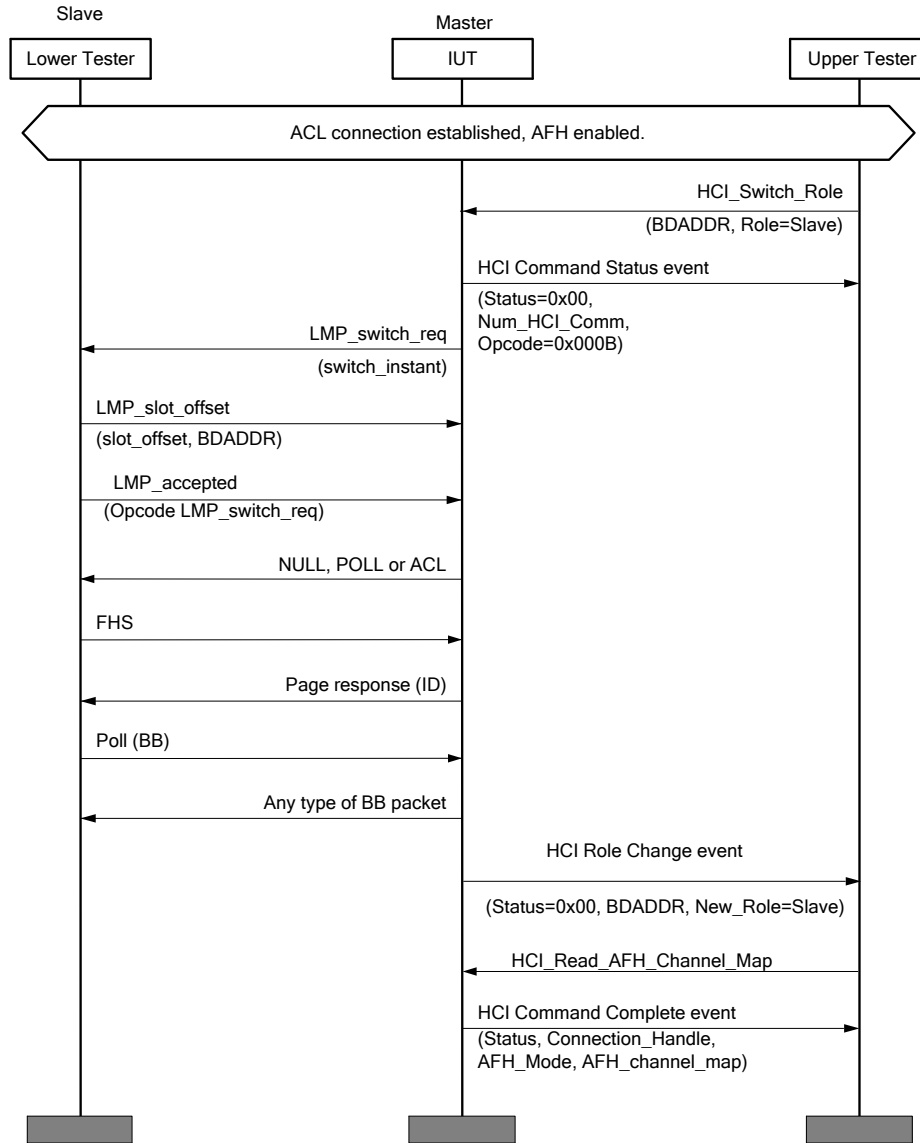 Slave
Master
Lower Tester
IUT
Upper Tester
ACL connection established, AFH enabled.
HCI_Switch_Role
(BDADDR, Role=Slave)
HCI Command Status event
(Status=0x00,
Num_HCI_Comm,
Opcode=0x000B)
LMP_switch_req
(switch_instant)
LMP_slot_offset
(slot_offset, BDADDR)
LMP_accepted
(Opcode LMP_switch_req)
NULL, POLL or ACL
FHS
Page response (ID)
Poll (BB)
Any type of BB packet
HCI Role Change event
(Status=0x00, BDADDR, New_Role=Slave)
HCI_Read_AFH_Channel_Map
HCI Command Complete event
(Status, Connection_Handle,
AFH_Mode, AFH_channel_map)